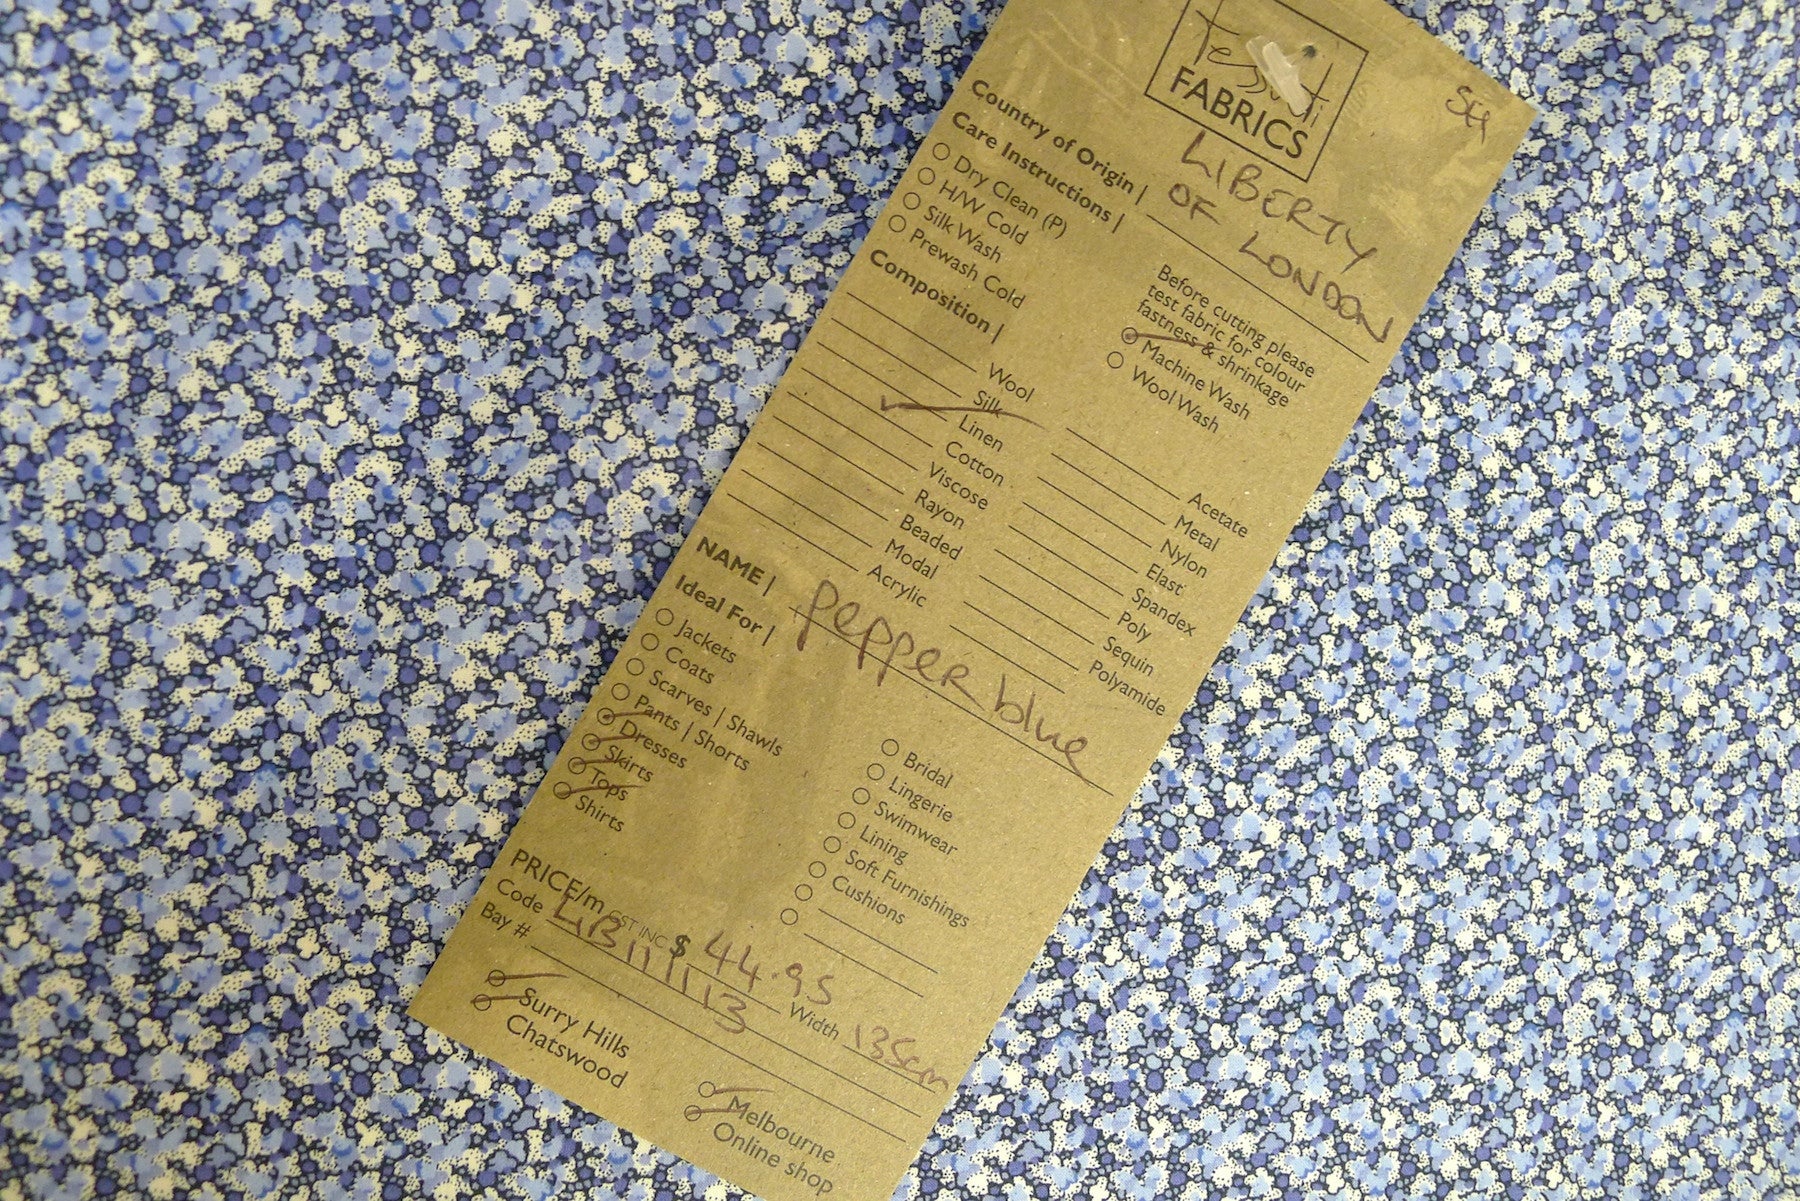 Tessuti
FABRICS
Country of Origin | LIBERTY
OF LONDON
Care Instructions |
Dry Clean (P)
H/W Cold
Silk Wash
Prewash Cold
Before cutting please
test fabric for colour
fastness & shrinkage
Machine Wash
Wool Wash
Composition |
Wool
Silk
Linen
Cotton
Viscose
Rayon
Beaded
Modal
Acrylic
Acetate
Metal
Nylon
Elast
Spandex
Poly
Sequin
Polyamide
NAME | pepper blue
Ideal For |
Jackets
Coats
Scarves | Shawls
Pants | Shorts
Dresses
Skirts
Tops
Shirts
Bridal
Lingerie
Swimwear
Lining
Soft Furnishings
Cushions
PRICE/m GST INC $ 44.95
Code LIB111113 Width 135cm
Bay #
Surry Hills
Chatswood
Melbourne
Online shop